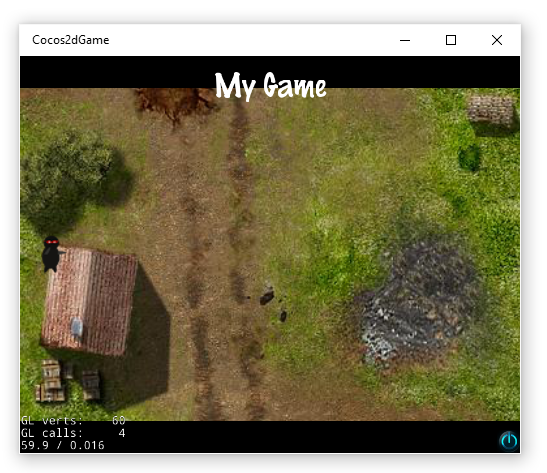 Cocos2dGame
My Game
GL verts: 60
GL calls: 4
59.9 / 0.016